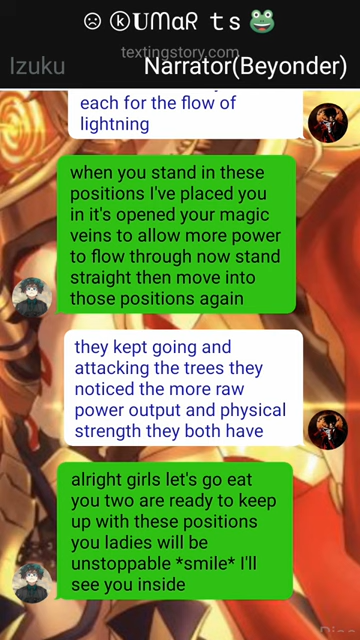 ☹ ⓚUMᗩR t s 🐸
textingstory.com
Izuku Narrator(Beyonder)
each for the flow of
lightning
when you stand in these
positions I've placed you
in it's opened your magic
veins to allow more power
to flow through now stand
straight then move into
those positions again
they kept going and
attacking the trees they
noticed the more raw
power output and physical
strength they both have
alright girls let's go eat
you two are ready to keep
up with these positions
you ladies will be
unstoppable *smile* I'll
see you inside